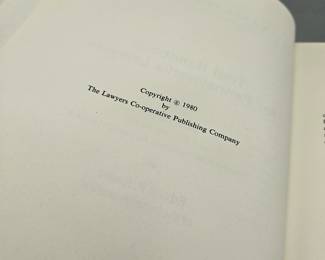 Copyright © 1980
by
The Lawyers Co-operative Publishing Company